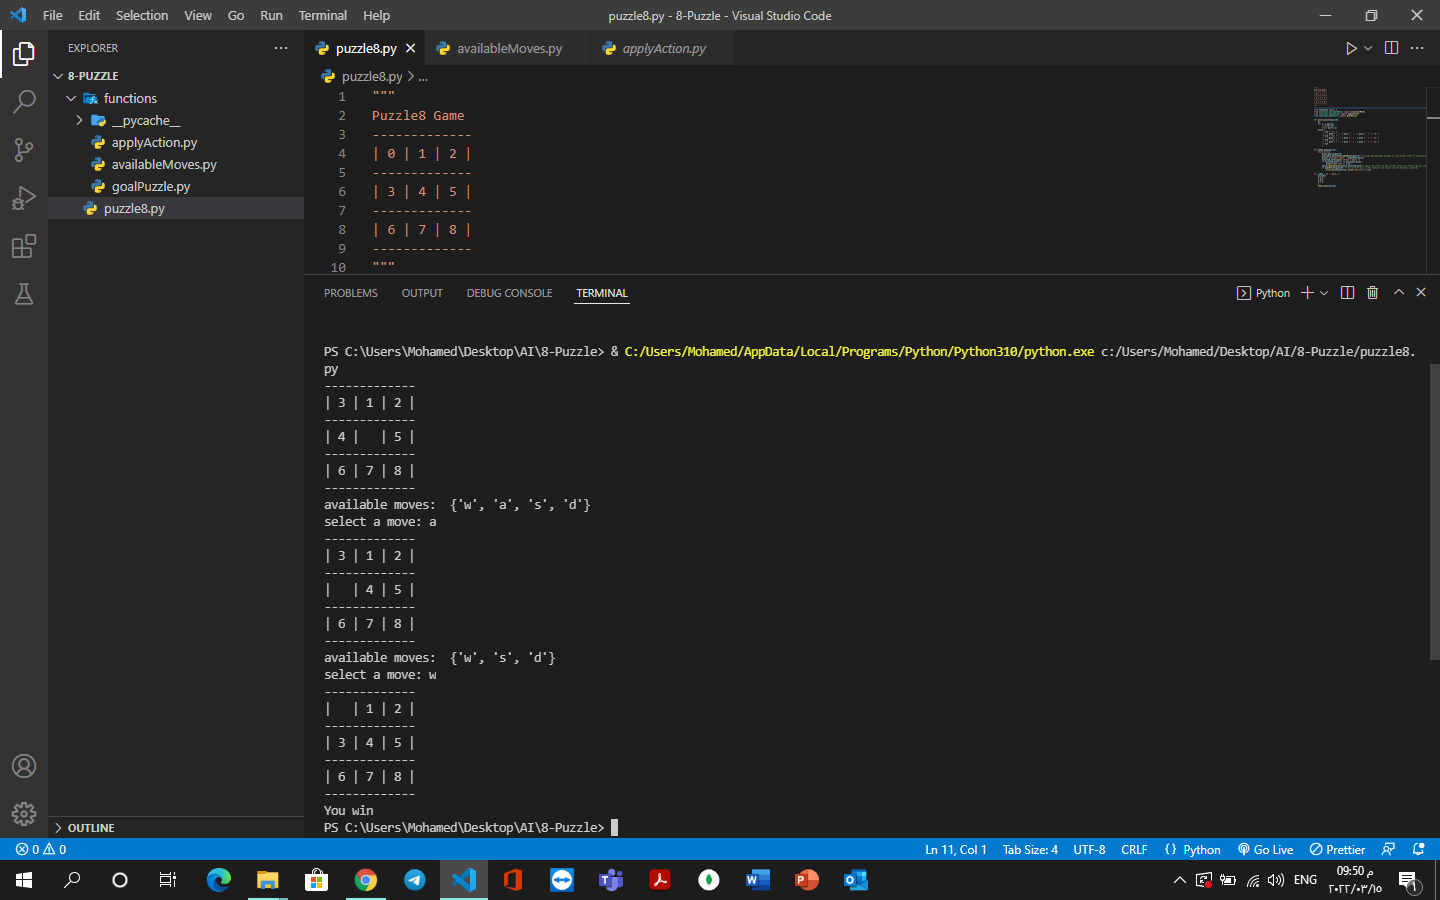 File Edit Selection View Go Run Terminal Help
puzzle8.py - 8-Puzzle - Visual Studio Code
EXPLORER
8-PUZZLE
functions
__pycache__
applyAction.py
availableMoves.py
goalPuzzle.py
puzzle8.py
OUTLINE
puzzle8.py availableMoves.py applyAction.py
puzzle8.py > ...
1 """
2 Puzzle8 Game
3 -------------
4 | 0 | 1 | 2 |
5 -------------
6 | 3 | 4 | 5 |
7 -------------
8 | 6 | 7 | 8 |
9 -------------
10 """
PROBLEMS OUTPUT DEBUG CONSOLE TERMINAL
Python
PS C:\Users\Mohamed\Desktop\AI\8-Puzzle> & C:/Users/Mohamed/AppData/Local/Programs/Python/Python310/python.exe c:/Users/Mohamed/Desktop/AI/8-Puzzle/puzzle8.
py
-------------
| 3 | 1 | 2 |
-------------
| 4 |   | 5 |
-------------
| 6 | 7 | 8 |
-------------
available moves:  {'w', 'a', 's', 'd'}
select a move: a
-------------
| 3 | 1 | 2 |
-------------
|   | 4 | 5 |
-------------
| 6 | 7 | 8 |
-------------
available moves:  {'w', 's', 'd'}
select a move: w
-------------
|   | 1 | 2 |
-------------
| 3 | 4 | 5 |
-------------
| 6 | 7 | 8 |
-------------
You win
PS C:\Users\Mohamed\Desktop\AI\8-Puzzle>
0 0
Ln 11, Col 1 Tab Size: 4 UTF-8 CRLF Python Go Live Prettier
ENG
09:50 م
٢٠٢٢/٠٣/١٥
1